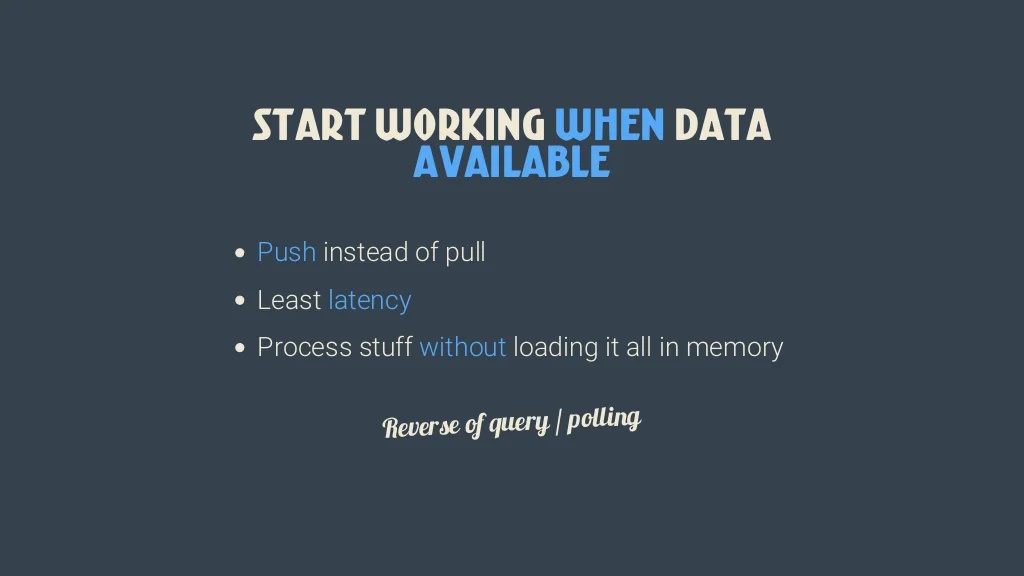 START WORKING WHEN DATA
AVAILABLE
Push instead of pull
Least latency
Process stuff without loading it all in memory
Reverse of query / polling